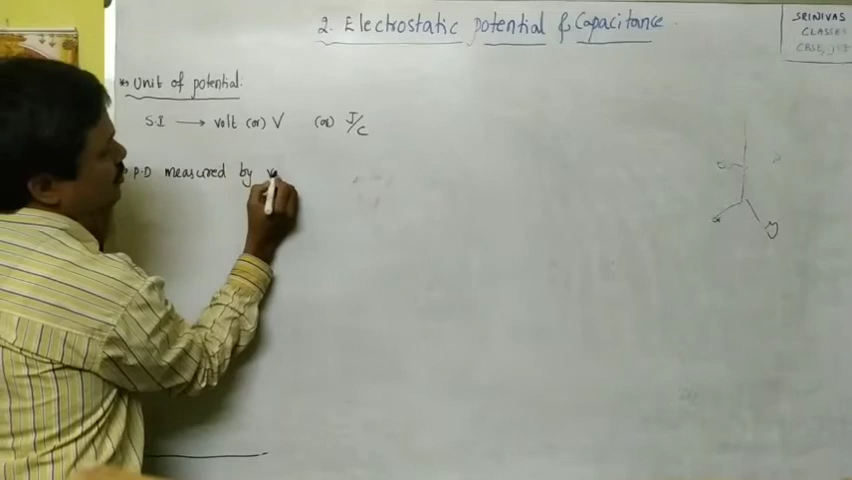 2. Electrostatic potential & Capacitance.
SRINIVAS
CLASSES
CBSE, JEE
Unit of potential.
S.I → volt (or) V (or) J/C
P.D measured by v
y